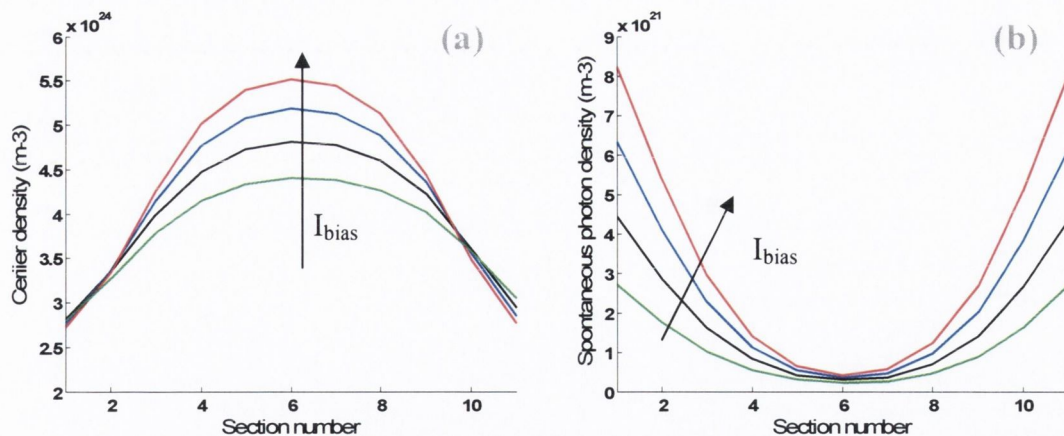 x 10^24
(a)
6
5.5
5
4.5
4
3.5
3
2.5
2
Cerrier density (m-3)
I_bias
2 4 6 8 10
Section number
x 10^21
(b)
9
8
7
6
5
4
3
2
1
0
Spontaneous photon density (m-3)
I_bias
2 4 6 8 10
Section number